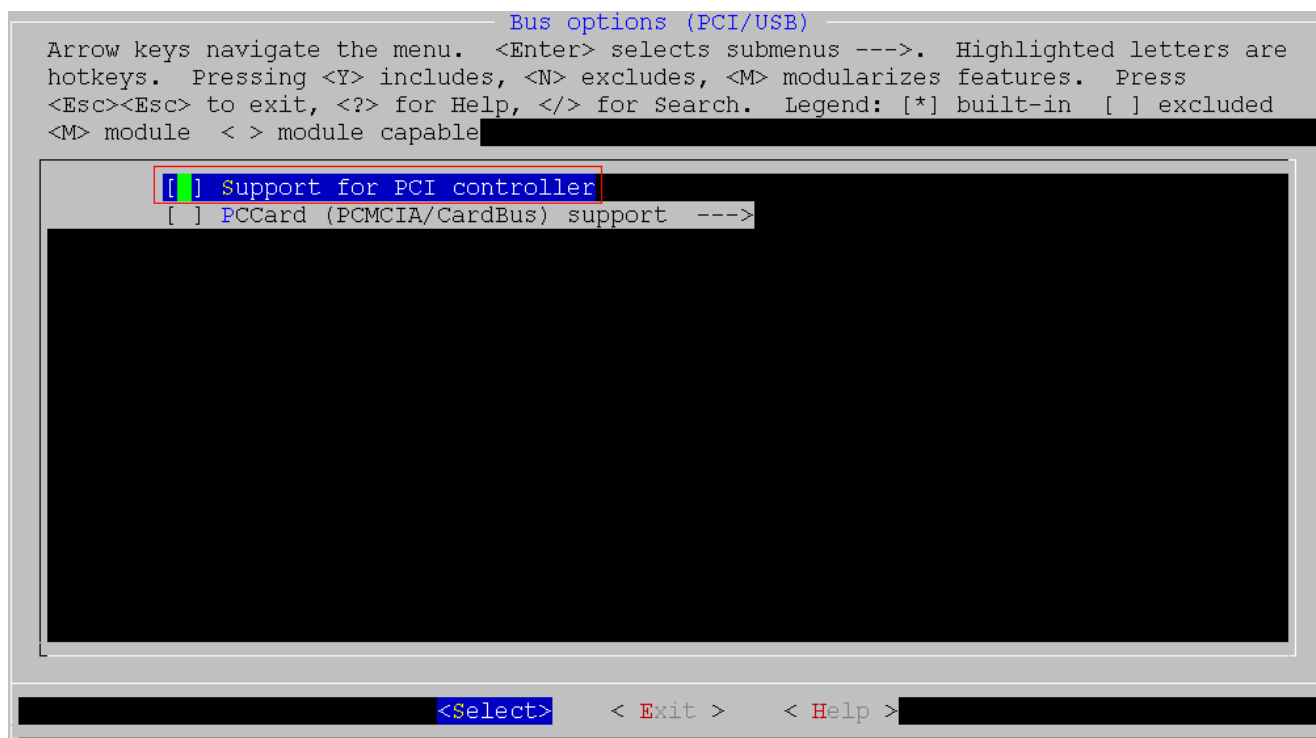 Bus options (PCI/USB)
Arrow keys navigate the menu.  <Enter> selects submenus --->.  Highlighted letters are
hotkeys.  Pressing <Y> includes, <N> excludes, <M> modularizes features.  Press
<Esc><Esc> to exit, <?> for Help, </> for Search.  Legend: [*] built-in  [ ] excluded
<M> module  < > module capable
[ ] Support for PCI controller
[ ] PCCard (PCMCIA/CardBus) support  --->
<Select>    < Exit >    < Help >